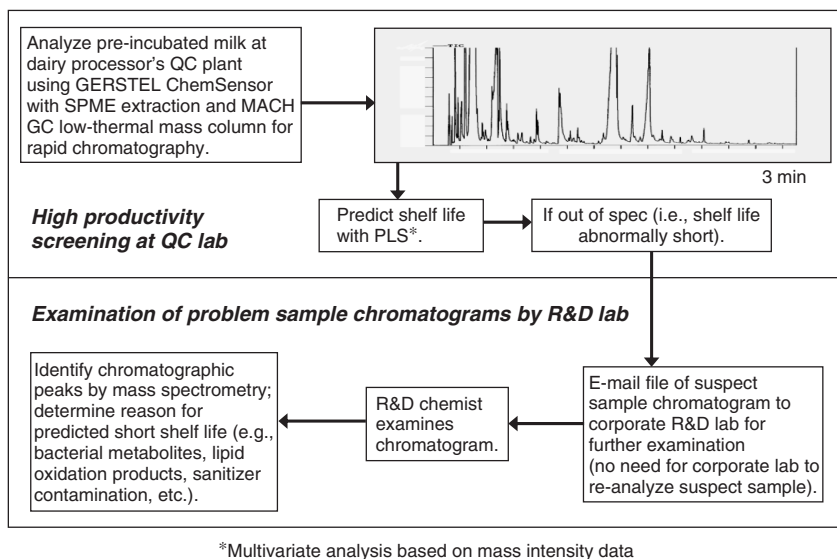 Analyze pre-incubated milk at
dairy processor's QC plant
using GERSTEL ChemSensor
with SPME extraction and MACH
GC low-thermal mass column for
rapid chromatography.
TIC
3 min
High productivity
screening at QC lab
Predict shelf life
with PLS*.
If out of spec (i.e., shelf life
abnormally short).
Examination of problem sample chromatograms by R&D lab
E-mail file of suspect
sample chromatogram to
corporate R&D lab for
further examination
(no need for corporate lab to
re-analyze suspect sample).
R&D chemist
examines
chromatogram.
Identify chromatographic
peaks by mass spectrometry;
determine reason for
predicted short shelf life (e.g.,
bacterial metabolites, lipid
oxidation products, sanitizer
contamination, etc.).
*Multivariate analysis based on mass intensity data